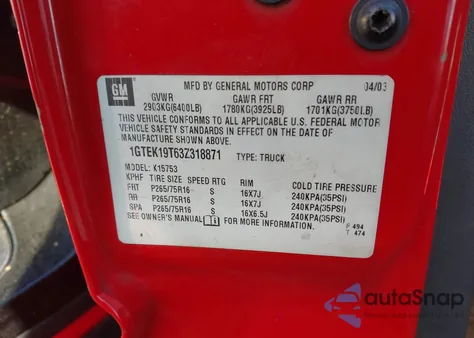 GM
MFD BY GENERAL MOTORS CORP 04/03
GVWR GAWR FRT GAWR RR
2903KG(6400LB) 1780KG(3925LB) 1701KG(3750LB)
THIS VEHICLE CONFORMS TO ALL APPLICABLE U.S. FEDERAL MOTOR
VEHICLE SAFETY STANDARDS IN EFFECT ON THE DATE OF
MANUFACTURE SHOWN ABOVE.
1GTEK19T63Z318871 TYPE: TRUCK
MODEL: K15753
KPHF TIRE SIZE SPEED RTG RIM COLD TIRE PRESSURE
FRT P265/75R16 S 16X7J 240KPA(35PSI)
RR P265/75R16 S 16X7J 240KPA(35PSI)
SPA P265/75R16 S 16X6.5J 240KPA(35PSI)
SEE OWNER'S MANUAL FOR MORE INFORMATION. F 494
T 474
autoSnap